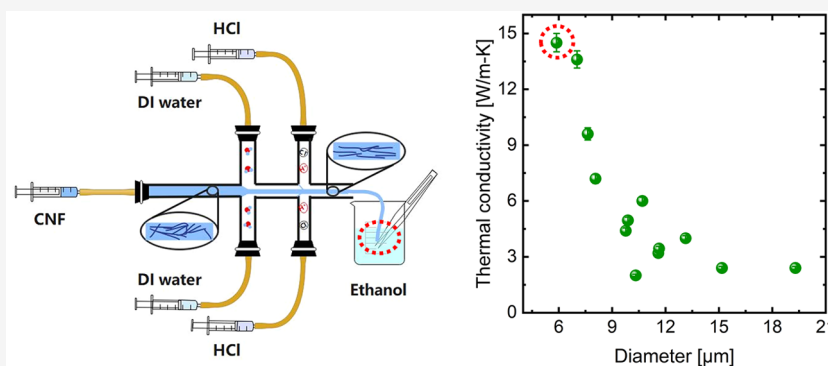 HCl
DI water
CNF
DI water
HCl
Ethanol
Thermal conductivity [W/m-K]
15
12
9
6
3
0
6
9
12
15
18
21
Diameter [μm]